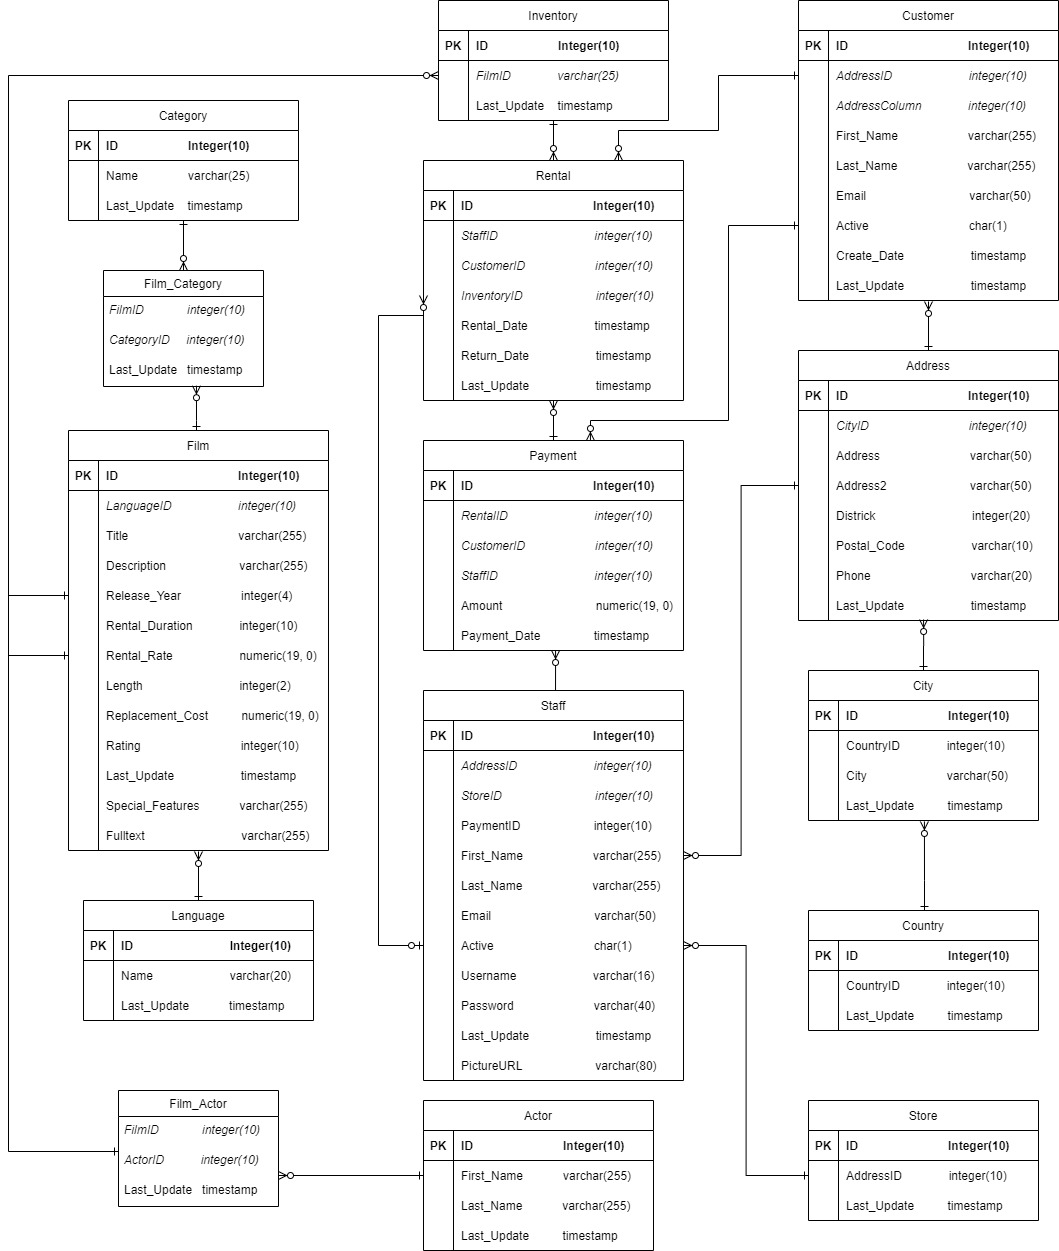 Inventory
PK ID Integer(10)
FilmID varchar(25)
Last_Update timestamp
Customer
PK ID Integer(10)
AddressID integer(10)
AddressColumn integer(10)
First_Name varchar(255)
Last_Name varchar(255)
Email varchar(50)
Active char(1)
Create_Date timestamp
Last_Update timestamp
Category
PK ID Integer(10)
Name varchar(25)
Last_Update timestamp
Rental
PK ID Integer(10)
StaffID integer(10)
CustomerID integer(10)
InventoryID integer(10)
Rental_Date timestamp
Return_Date timestamp
Last_Update timestamp
Film_Category
FilmID integer(10)
CategoryID integer(10)
Last_Update timestamp
Address
PK ID Integer(10)
CityID integer(10)
Address varchar(50)
Address2 varchar(50)
Districk integer(20)
Postal_Code varchar(10)
Phone varchar(20)
Last_Update timestamp
Film
PK ID Integer(10)
LanguageID integer(10)
Title varchar(255)
Description varchar(255)
Release_Year integer(4)
Rental_Duration integer(10)
Rental_Rate numeric(19, 0)
Length integer(2)
Replacement_Cost numeric(19, 0)
Rating integer(10)
Last_Update timestamp
Special_Features varchar(255)
Fulltext varchar(255)
Payment
PK ID Integer(10)
RentalID integer(10)
CustomerID integer(10)
StaffID integer(10)
Amount numeric(19, 0)
Payment_Date timestamp
City
PK ID Integer(10)
CountryID integer(10)
City varchar(50)
Last_Update timestamp
Staff
PK ID Integer(10)
AddressID integer(10)
StoreID integer(10)
PaymentID integer(10)
First_Name varchar(255)
Last_Name varchar(255)
Email varchar(50)
Active char(1)
Username varchar(16)
Password varchar(40)
Last_Update timestamp
PictureURL varchar(80)
Language
PK ID Integer(10)
Name varchar(20)
Last_Update timestamp
Country
PK ID Integer(10)
CountryID integer(10)
Last_Update timestamp
Film_Actor
FilmID integer(10)
ActorID integer(10)
Last_Update timestamp
Actor
PK ID Integer(10)
First_Name varchar(255)
Last_Name varchar(255)
Last_Update timestamp
Store
PK ID Integer(10)
AddressID integer(10)
Last_Update timestamp